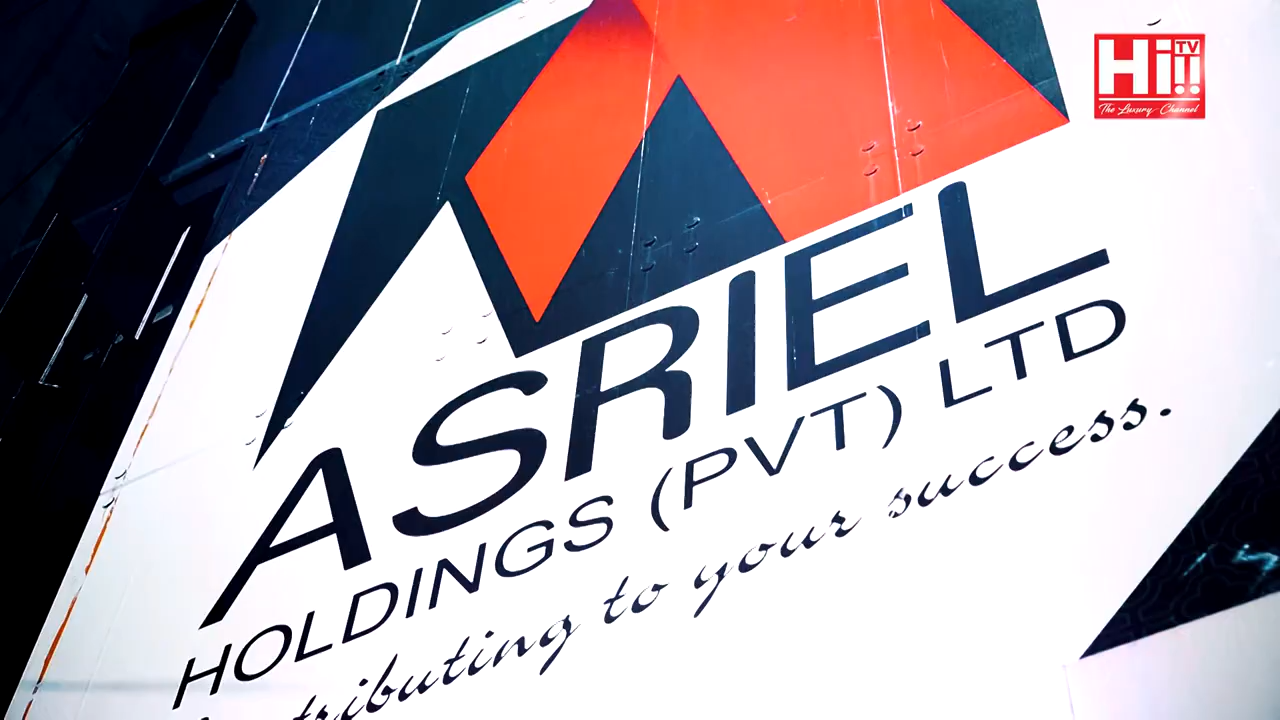 Hi!! TV
The Luxury Channel
ASRIEL
HOLDINGS (PVT) LTD
tributing to your success.